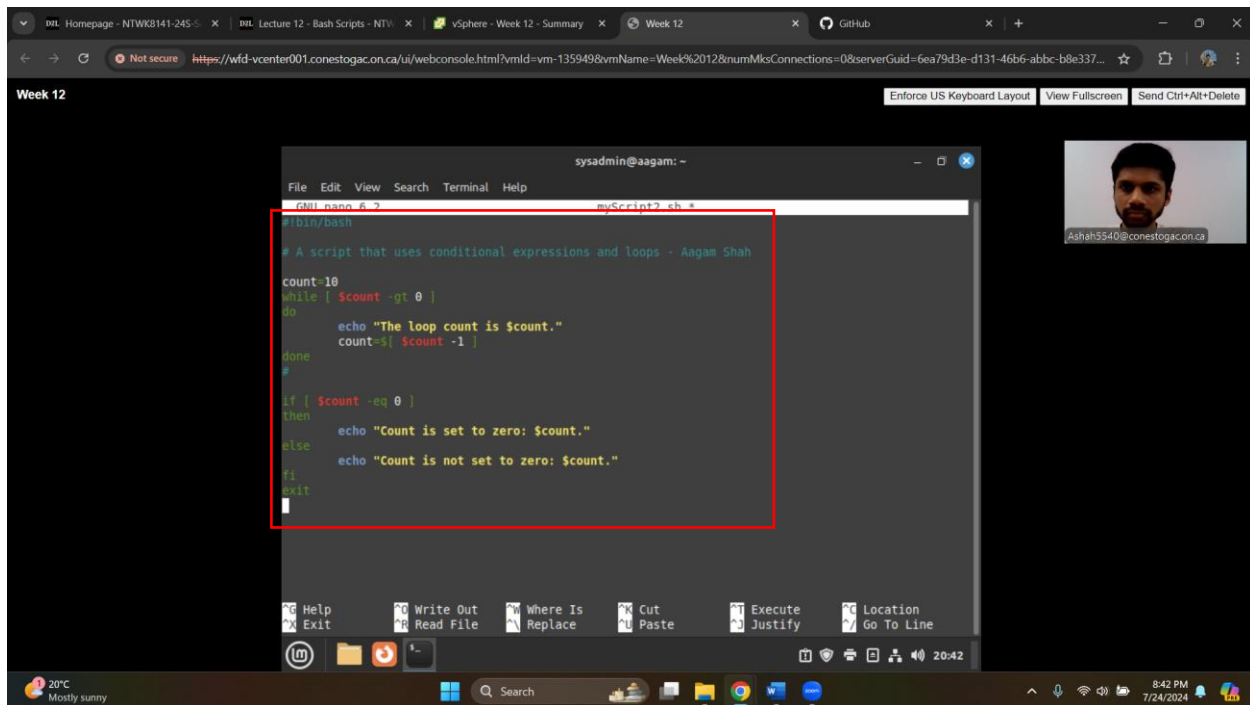 Homepage - NTWK8141-24S-S
Lecture 12 - Bash Scripts - NTW
vSphere - Week 12 - Summary
Week 12
GitHub
Not secure https://wfd-vcenter001.conestogac.on.ca/ui/webconsole.html?vmId=vm-135949&vmName=Week%2012&numMksConnections=0&serverGuid=6ea79d3e-d131-46b6-abbc-b8e337...
Week 12
Enforce US Keyboard Layout View Fullscreen Send Ctrl+Alt+Delete
sysadmin@aagam: ~
File Edit View Search Terminal Help
GNU nano 6.2 myScript2.sh *
#!bin/bash
# A script that uses conditional expressions and loops - Aagam Shah
count=10
while [ $count -gt 0 ]
do
echo "The loop count is $count."
count=$[ $count -1 ]
done
#
if [ $count -eq 0 ]
then
echo "Count is set to zero: $count."
else
echo "Count is not set to zero: $count."
fi
exit
Ashah5540@conestogac.on.ca
^G Help ^O Write Out ^W Where Is ^K Cut ^T Execute ^C Location
^X Exit ^R Read File ^\ Replace ^U Paste ^J Justify ^/ Go To Line
20:42
20°C
Mostly sunny
Search
8:42 PM
7/24/2024